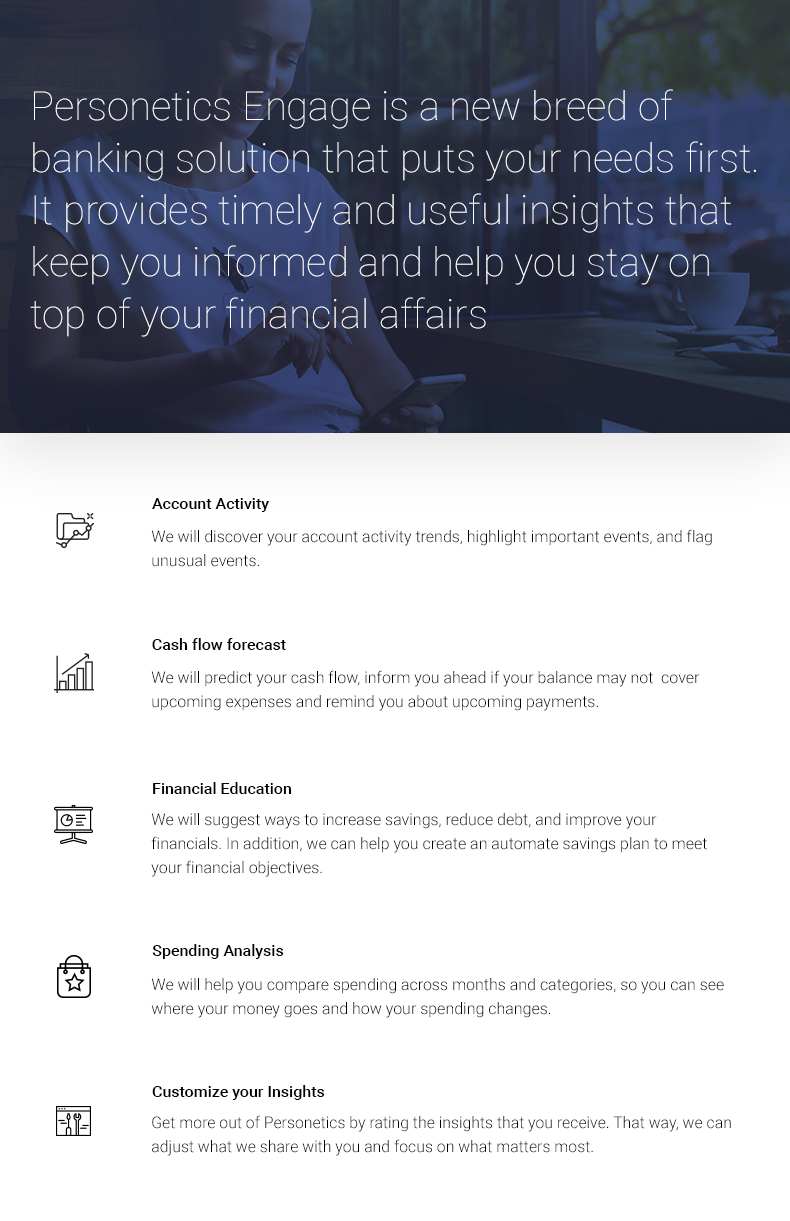 Personetics Engage is a new breed of
banking solution that puts your needs first.
It provides timely and useful insights that
keep you informed and help you stay on
top of your financial affairs
Account Activity
We will discover your account activity trends, highlight important events, and flag
unusual events.
Cash flow forecast
We will predict your cash flow, inform you ahead if your balance may not  cover
upcoming expenses and remind you about upcoming payments.
Financial Education
We will suggest ways to increase savings, reduce debt, and improve your
financials. In addition, we can help you create an automate savings plan to meet
your financial objectives.
Spending Analysis
We will help you compare spending across months and categories, so you can see
where your money goes and how your spending changes.
Customize your Insights
Get more out of Personetics by rating the insights that you receive. That way, we can
adjust what we share with you and focus on what matters most.